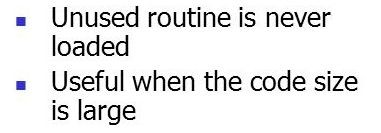 Unused routine is never
loaded
Useful when the code size
is large